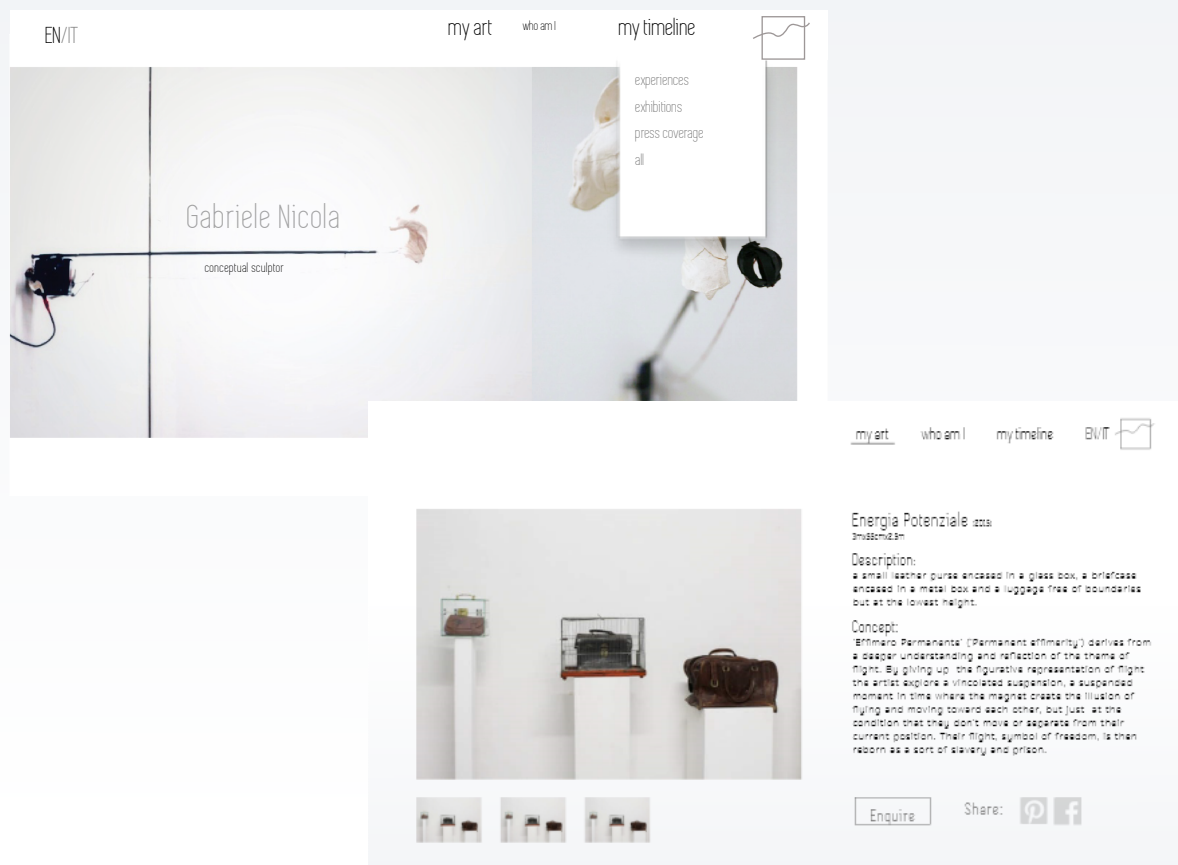 EN/IT
my art
who am I
my timeline
experiences
exhibitions
press coverage
all
Gabriele Nicola
conceptual sculptor
my art
who am I
my timeline
EN/IT
Energia Potenziale (2013)
3mx55cmx2.5m
Description:
a small leather purse encased in a glass box, a briefcase
encased in a metal box and a luggage free of boundaries
but at the lowest height.
Concept:
'Effimero Permanente' ('Permanent effimerity') derives from
a deeper understanding and reflection of the theme of
flight. By giving up the figurative representation of flight
the artist explore a vincolated suspension, a suspended
moment in time where the magnet create the illusion of
flying and moving toward each other, but just at the
condition that they don't move or separate from their
current position. Their flight, symbol of freedom, is then
reborn as a sort of slavery and prison.
Enquire
Share: